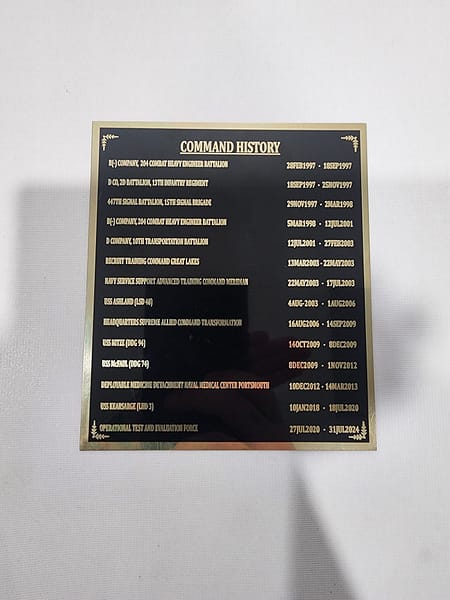 COMMAND HISTORY
B(-) COMPANY, 204 COMBAT HEAVY ENGINEER BATTALION 28FEB1997 - 18SEP1997
D CO, 2D BATTALION, 13TH INFANTRY REGIMENT 18SEP1997 - 25NOV1997
447TH SIGNAL BATTALION, 15TH SIGNAL BRIGADE 29NOV1997 - 2MAR1998
B(-) COMPANY, 204 COMBAT HEAVY ENGINEER BATTALION 5MAR1998 - 12JUL2001
D COMPANY, 10TH TRANSPORTATION BATTALION 12JUL2001 - 27FEB2003
RECRUIT TRAINING COMMAND GREAT LAKES 13MAR2003 - 22MAY2003
NAVY SERVICE SUPPORT ADVANCED TRAINING COMMAND MERIDIAN 22MAY2003 - 17JUL2003
USS ASHLAND (LSD-48) 4AUG-2003 - 1AUG2006
HEADQUARTERS SUPREME ALLIED COMMAND TRANSFORMATION 16AUG2006 - 14SEP2009
USS NITZE (DDG 94) 14OCT2009 - 8DEC2009
USS McFAUL (DDG 74) 8DEC2009 - 1NOV2012
DEPLOYABLE MEDICINE DETACHMENT NAVAL MEDICAL CENTER PORTSMOUTH 10DEC2012 - 14MAR2013
USS KEARSARGE (LHD 3) 10JAN2018 - 18JUL2020
OPERATIONAL TEST AND EVALUATION FORCE 27JUL2020 - 31JUL2024